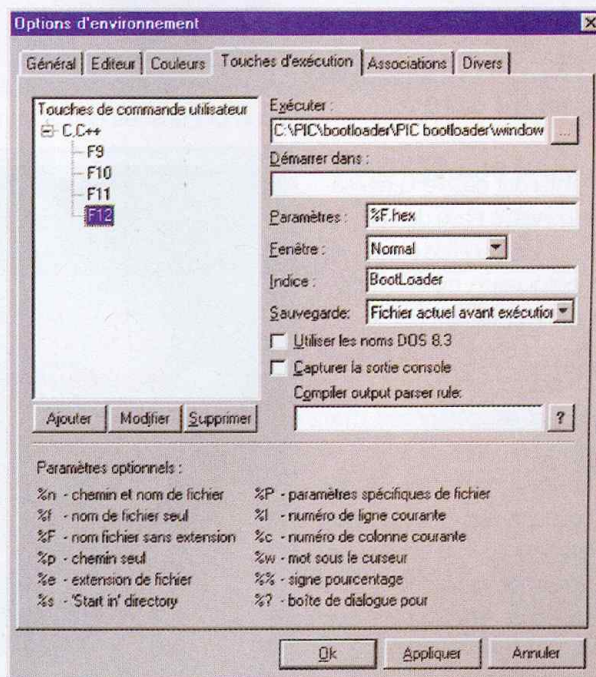 Options d'environnement
Général Editeur Couleurs Touches d'exécution Associations Divers
Touches de commande utilisateur
C,C++
F9
F10
F11
F12
Ajouter Modifier Supprimer
Exécuter :
C:\PIC\bootloader\PIC bootloader\window ...
Démarrer dans :
Paramètres : %F.hex
Fenêtre : Normal
Indice : BootLoader
Sauvegarde: Fichier actuel avant exécution
Utiliser les noms DOS 8.3
Capturer la sortie console
Compiler output parser rule:
?
Paramètres optionnels :
%n - chemin et nom de fichier
%f - nom de fichier seul
%F - nom fichier sans extension
%p - chemin seul
%e - extension de fichier
%s - 'Start in' directory
%P - paramètres spécifiques de fichier
%l - numéro de ligne courante
%c - numéro de colonne courante
%w - mot sous le curseur
%% - signe pourcentage
%? - boîte de dialogue pour
Ok Appliquer Annuler